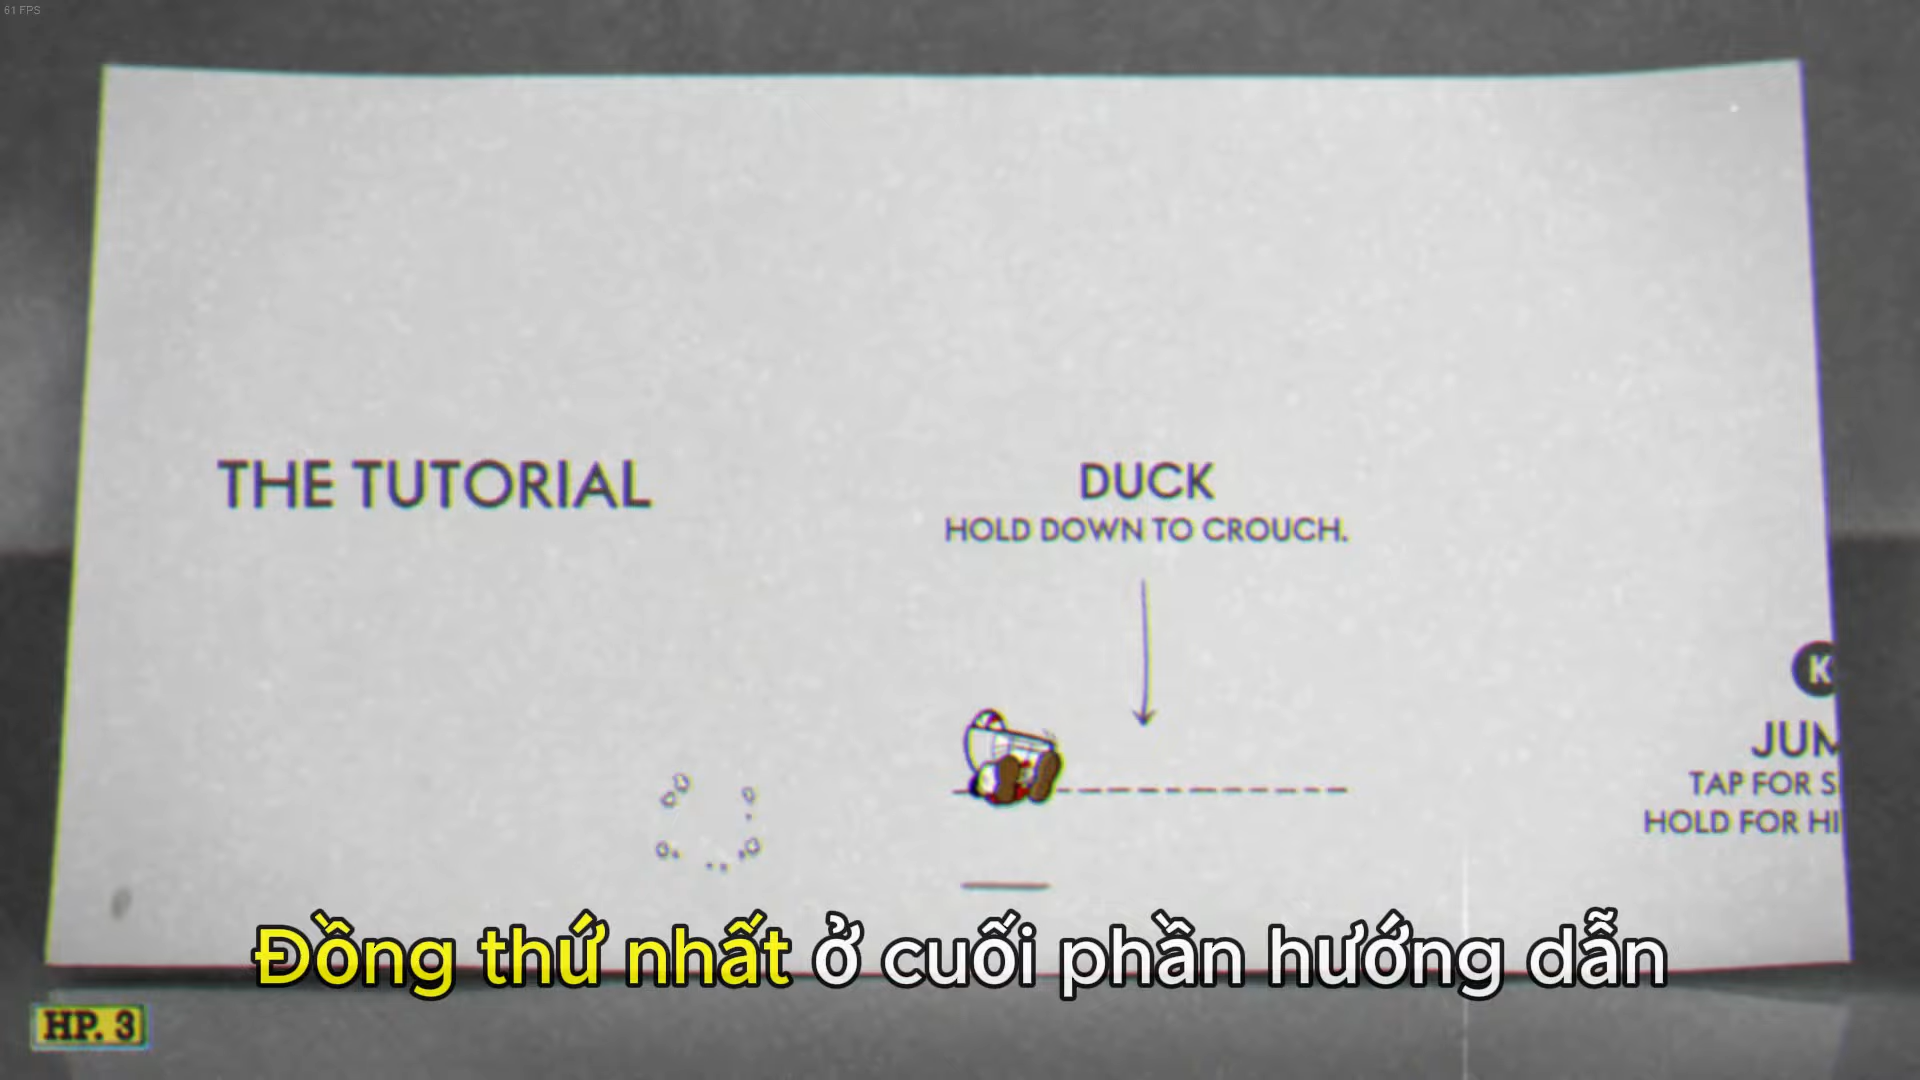 61 FPS
THE TUTORIAL
DUCK
HOLD DOWN TO CROUCH.
K
JUM
TAP FOR S
HOLD FOR HI
Đồng thứ nhất ở cuối phần hướng dẫn
HP. 3